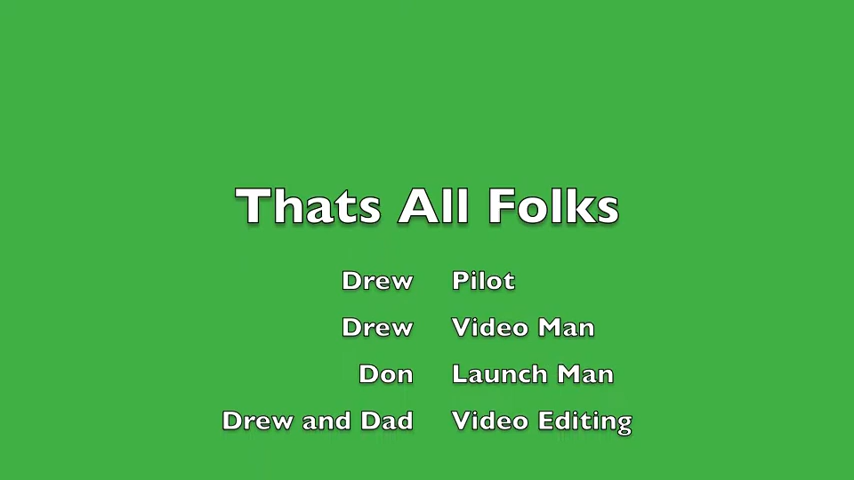 Thats All Folks
Drew Pilot
Drew Video Man
Don Launch Man
Drew and Dad Video Editing